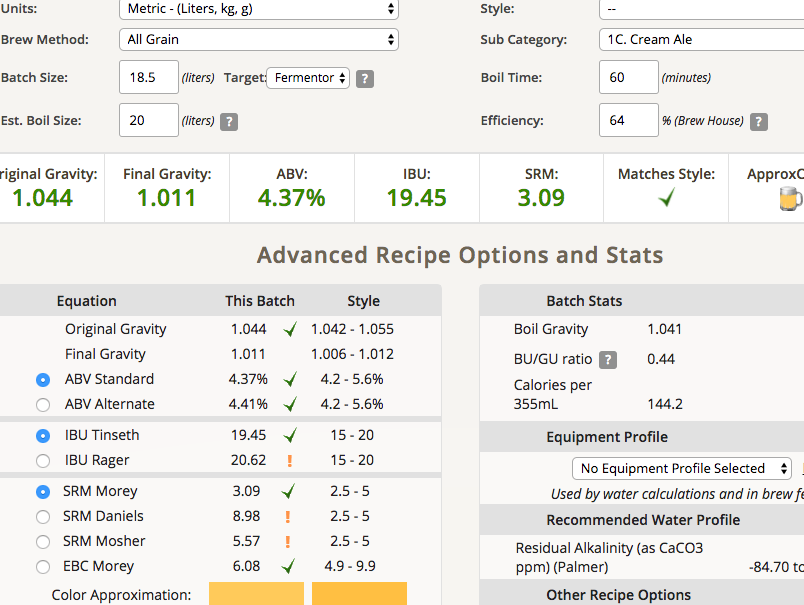 Units: Metric - (Liters, kg, g) Style: --
Brew Method: All Grain Sub Category: 1C. Cream Ale
Batch Size: 18.5 (liters) Target: Fermentor ? Boil Time: 60 (minutes)
Est. Boil Size: 20 (liters) ? Efficiency: 64 % (Brew House) ?
riginal Gravity: Final Gravity: ABV: IBU: SRM: Matches Style: ApproxC
1.044 1.011 4.37% 19.45 3.09
Advanced Recipe Options and Stats
Equation This Batch Style
Original Gravity 1.044 1.042 - 1.055
Final Gravity 1.011 1.006 - 1.012
ABV Standard 4.37% 4.2 - 5.6%
ABV Alternate 4.41% 4.2 - 5.6%
IBU Tinseth 19.45 15 - 20
IBU Rager 20.62 ! 15 - 20
SRM Morey 3.09 2.5 - 5
SRM Daniels 8.98 ! 2.5 - 5
SRM Mosher 5.57 ! 2.5 - 5
EBC Morey 6.08 4.9 - 9.9
Color Approximation:
Batch Stats
Boil Gravity 1.041
BU/GU ratio ? 0.44
Calories per
355mL 144.2
Equipment Profile
No Equipment Profile Selected
Used by water calculations and in brew fe
Recommended Water Profile
Residual Alkalinity (as CaCO3
ppm) (Palmer) -84.70 to
Other Recipe Options